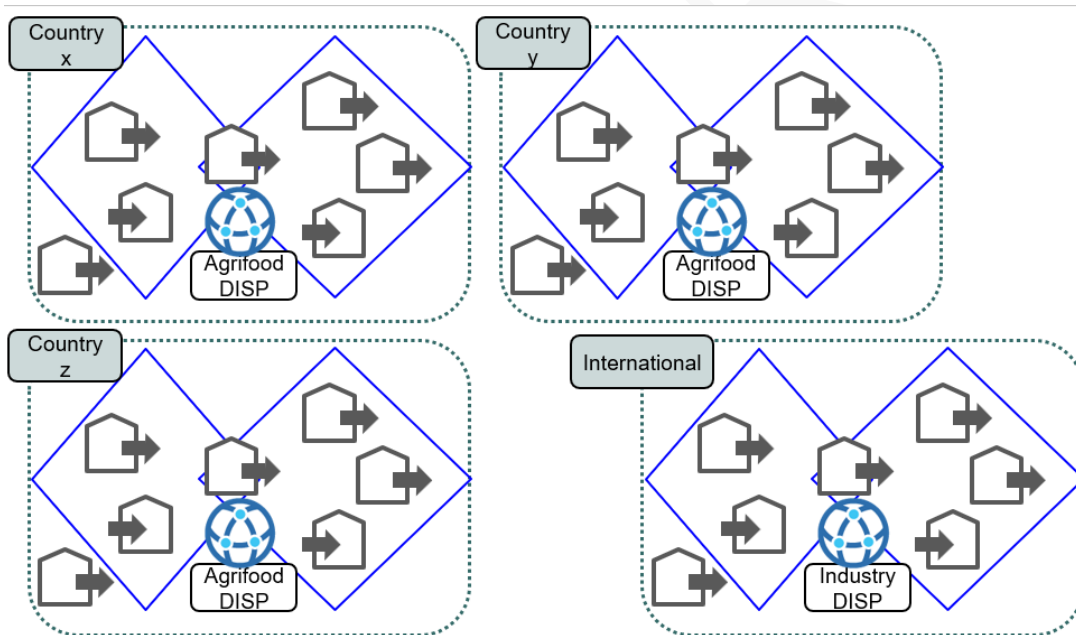 Country
x
Country
y
Agrifood
DISP
Agrifood
DISP
Country
z
International
Agrifood
DISP
Industry
DISP